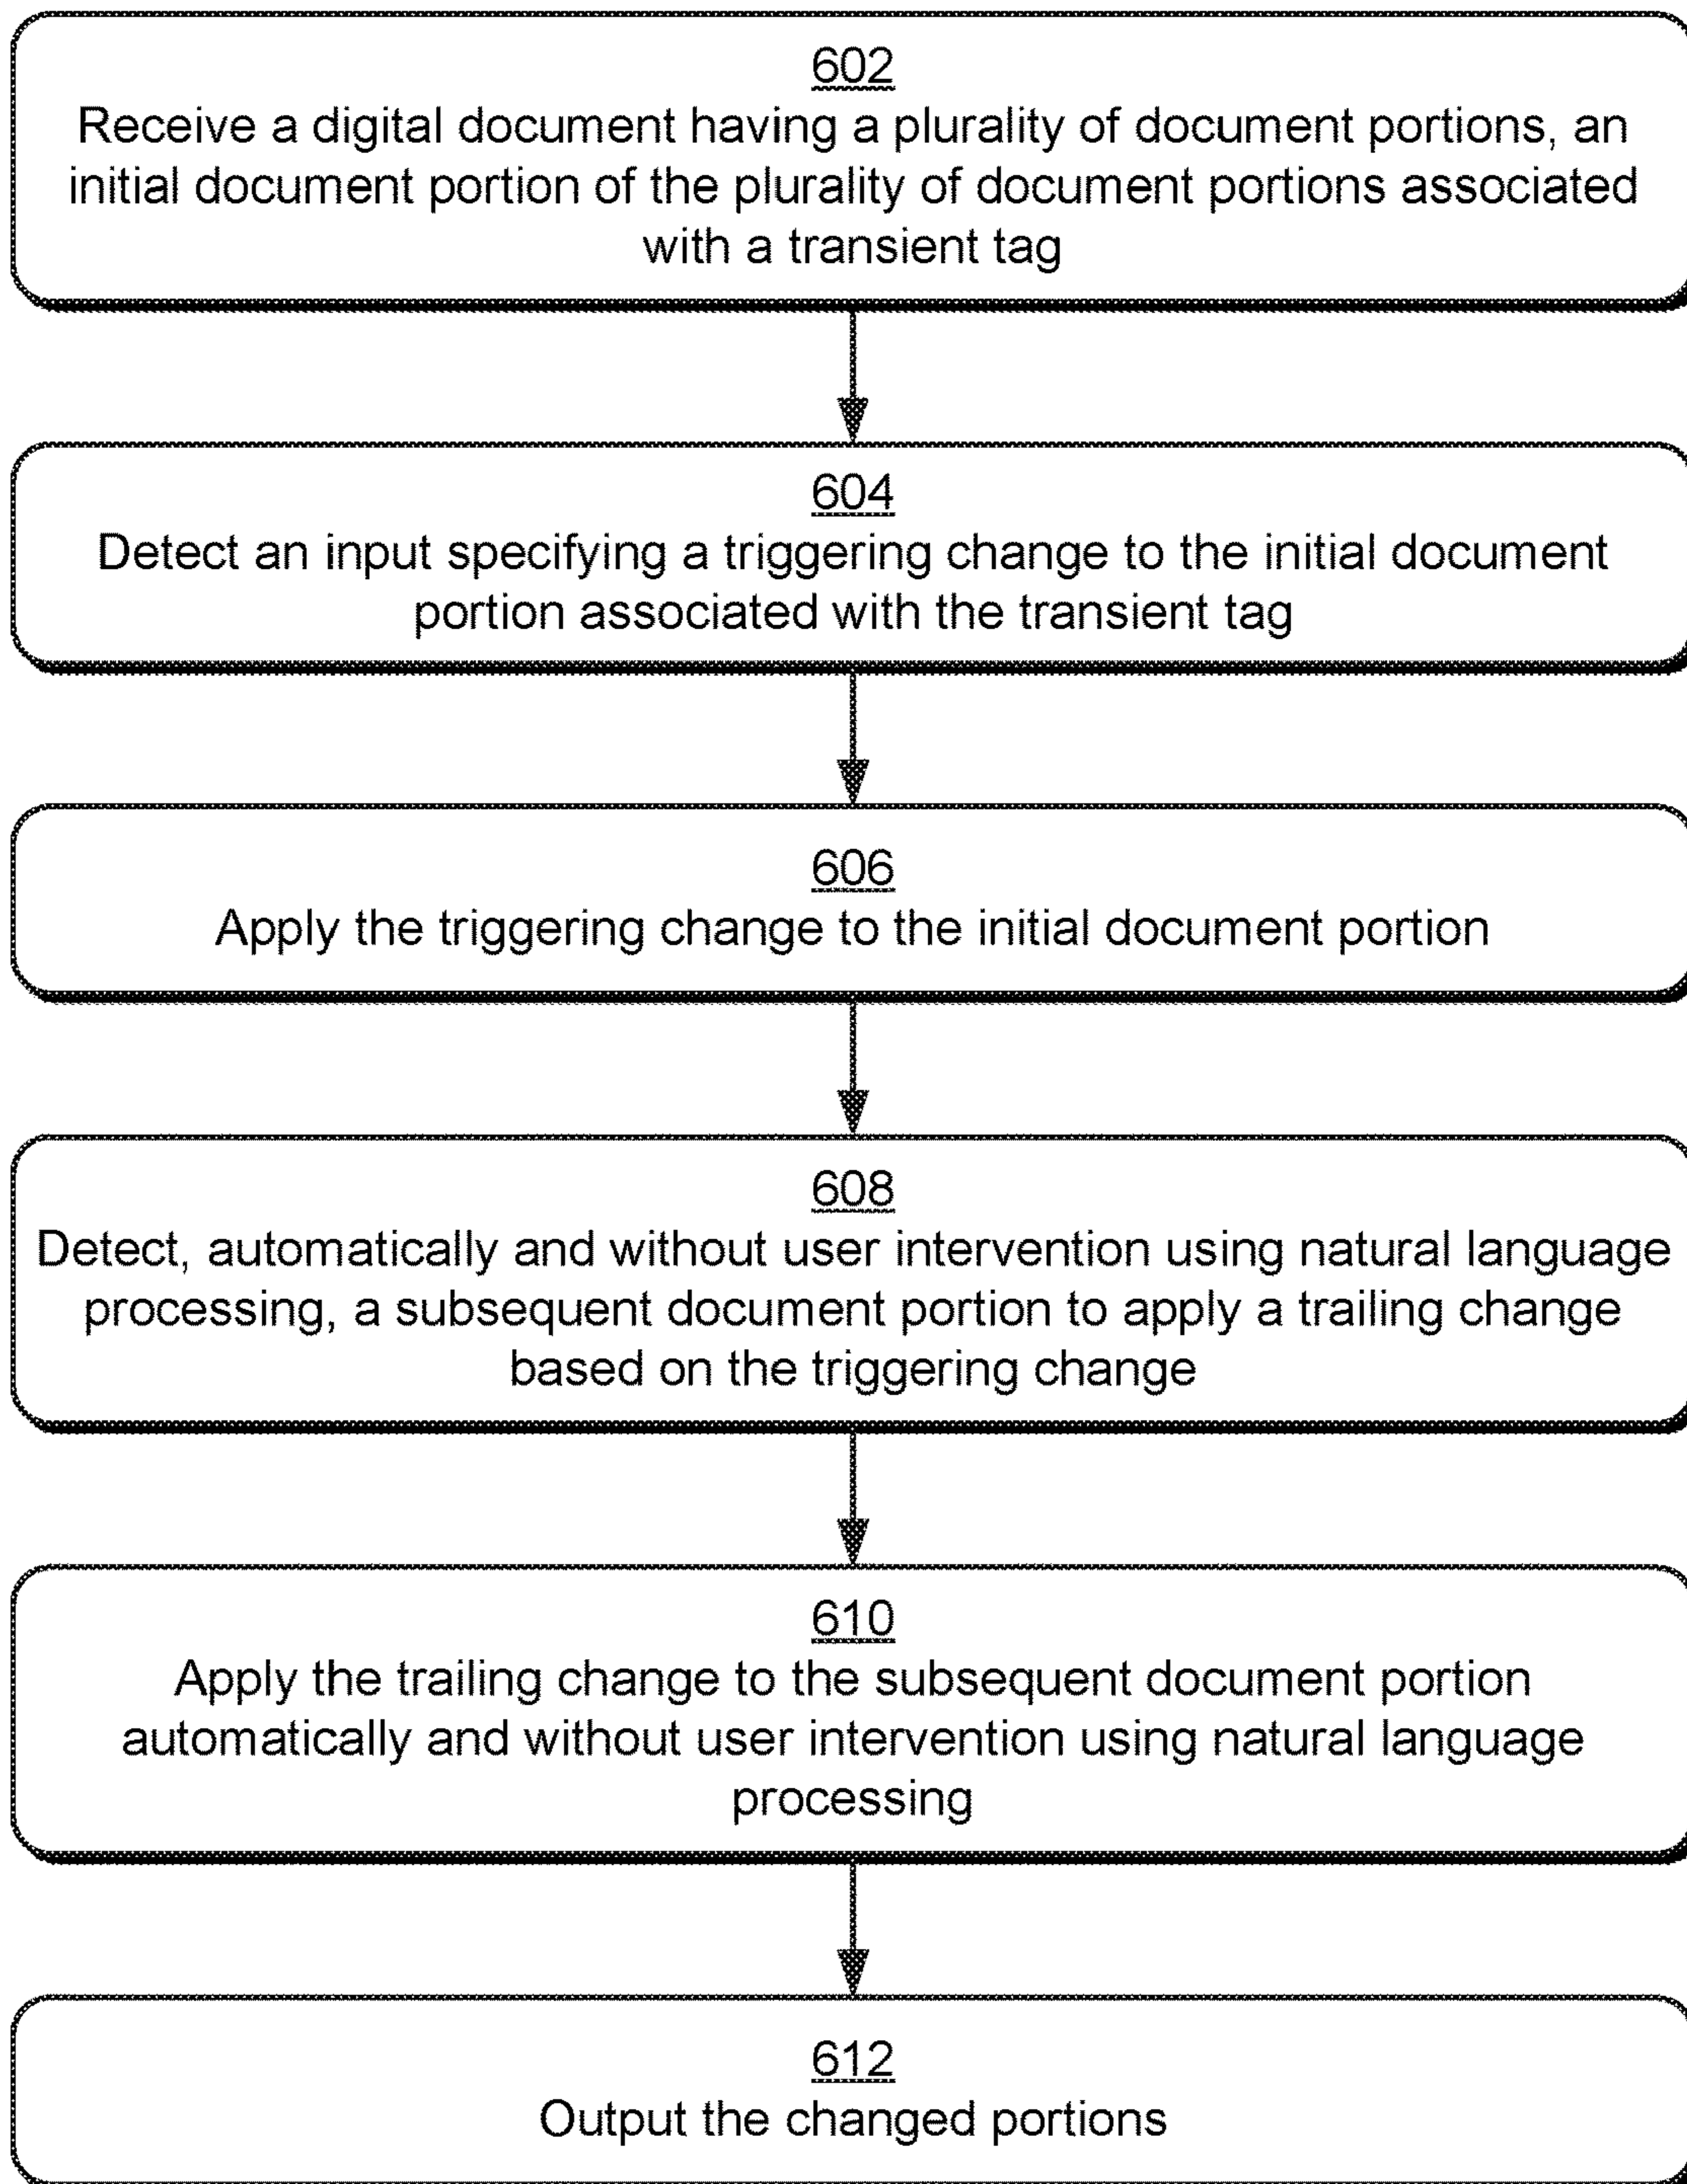 602
Receive a digital document having a plurality of document portions, an
initial document portion of the plurality of document portions associated
with a transient tag
604
Detect an input specifying a triggering change to the initial document
portion associated with the transient tag
606
Apply the triggering change to the initial document portion
608
Detect, automatically and without user intervention using natural language
processing, a subsequent document portion to apply a trailing change
based on the triggering change
610
Apply the trailing change to the subsequent document portion
automatically and without user intervention using natural language
processing
612
Output the changed portions